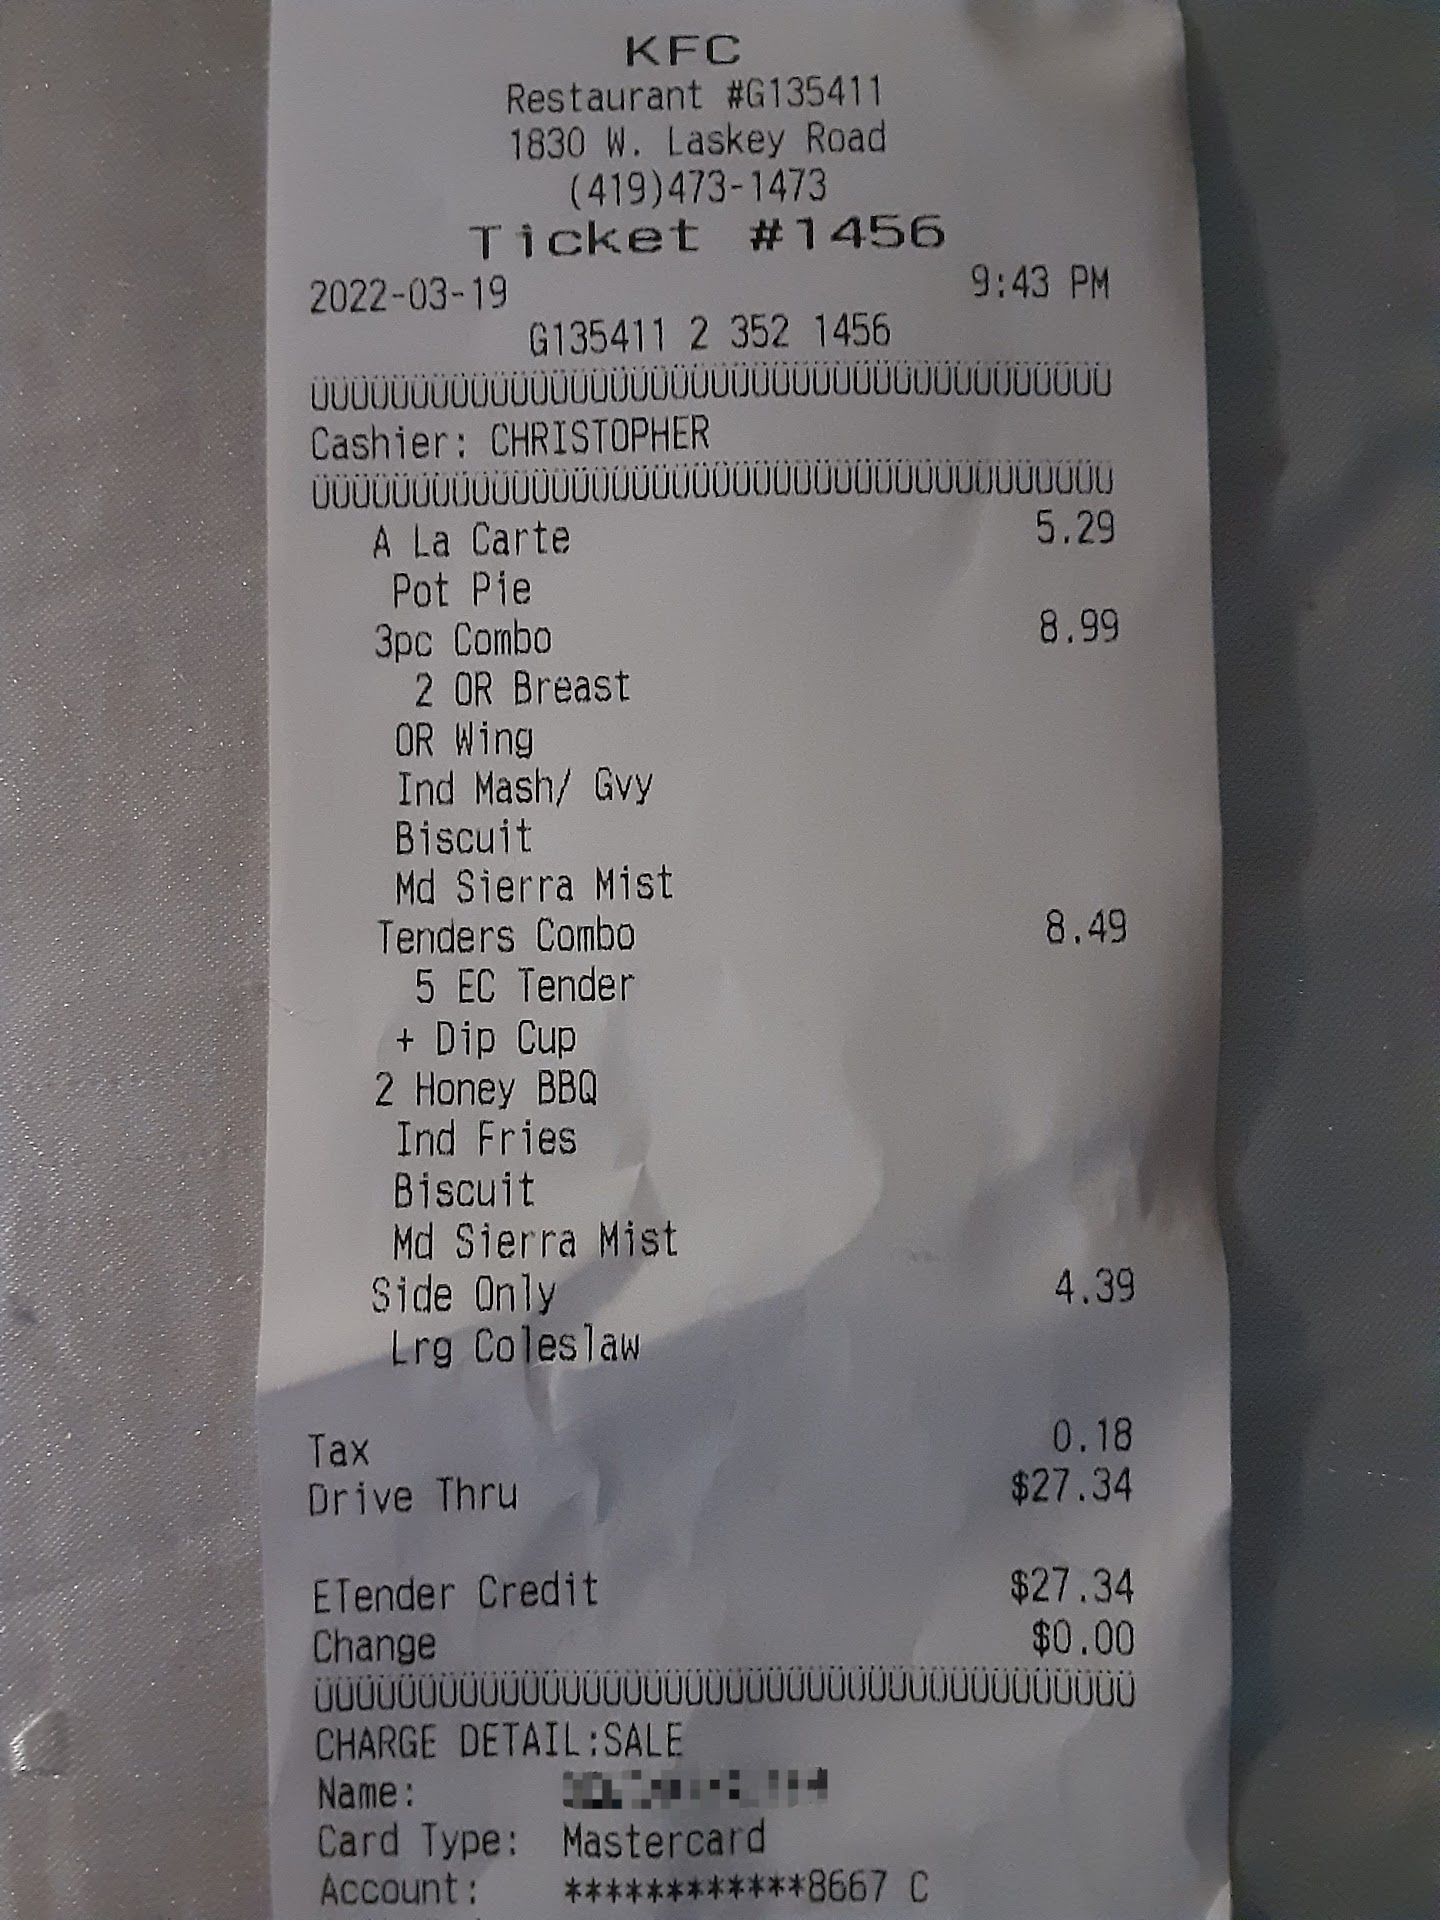 KFC
Restaurant #G135411
1830 W. Laskey Road
(419)473-1473
Ticket #1456
2022-03-19 9:43 PM
G135411 2 352 1456
ÜÜÜÜÜÜÜÜÜÜÜÜÜÜÜÜÜÜÜÜÜÜÜÜÜÜÜÜÜÜÜÜÜÜÜÜÜÜÜÜ
Cashier: CHRISTOPHER
ÜÜÜÜÜÜÜÜÜÜÜÜÜÜÜÜÜÜÜÜÜÜÜÜÜÜÜÜÜÜÜÜÜÜÜÜÜÜÜÜ
A La Carte 5.29
Pot Pie
3pc Combo 8.99
2 OR Breast
OR Wing
Ind Mash/ Gvy
Biscuit
Md Sierra Mist
Tenders Combo 8.49
5 EC Tender
+ Dip Cup
2 Honey BBQ
Ind Fries
Biscuit
Md Sierra Mist
Side Only 4.39
Lrg Coleslaw
Tax 0.18
Drive Thru $27.34
ETender Credit $27.34
Change $0.00
ÜÜÜÜÜÜÜÜÜÜÜÜÜÜÜÜÜÜÜÜÜÜÜÜÜÜÜÜÜÜÜÜÜÜÜÜÜÜÜÜ
CHARGE DETAIL:SALE
Name:
Card Type: Mastercard
Account: ************8667 C